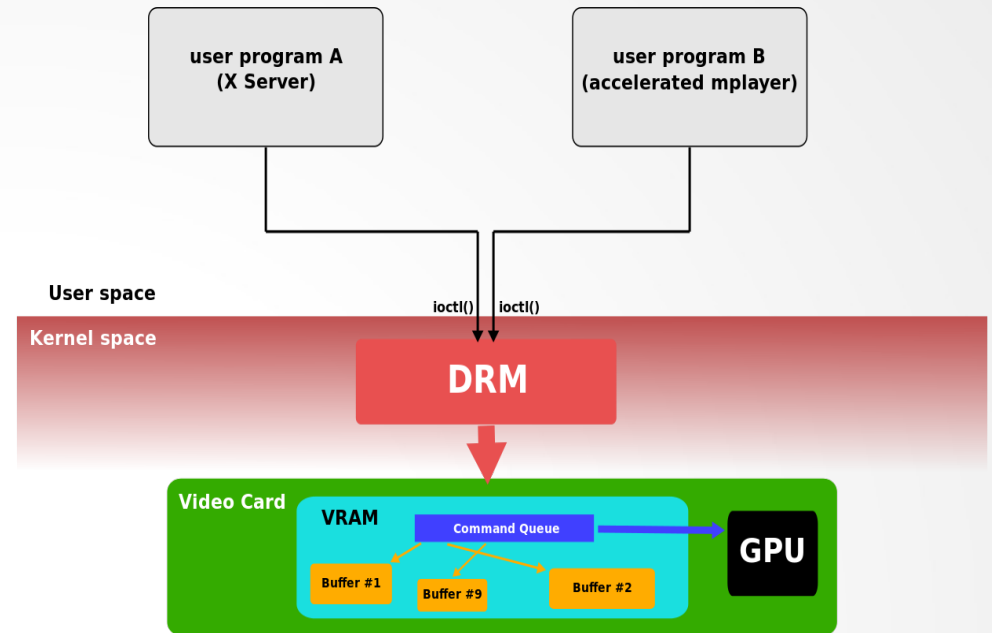 user program A
(X Server)
user program B
(accelerated mplayer)
User space
ioctl()
ioctl()
Kernel space
DRM
Video Card
VRAM
Command Queue
GPU
Buffer #1
Buffer #9
Buffer #2